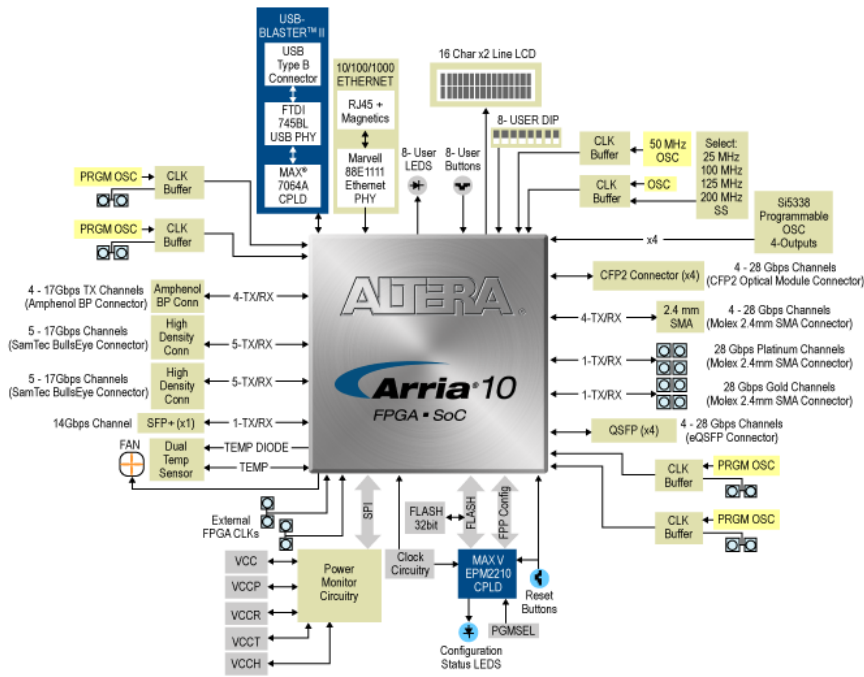 USB-
BLASTER™ II
USB
Type B
Connector
FTDI
745BL
USB PHY
MAX®
7064A
CPLD
10/100/1000
ETHERNET
RJ45 +
Magnetics
Marvell
88E1111
Ethernet
PHY
16 Char x2 Line LCD
8- USER DIP
8- User
LEDS
8- User
Buttons
CLK
Buffer
50 MHz
OSC
CLK
Buffer
OSC
Select:
25 MHz
100 MHz
125 MHz
200 MHz
SS
Si5338
Programmable
OSC
4-Outputs
x4
PRGM OSC
CLK
Buffer
PRGM OSC
CLK
Buffer
4 - 17Gbps TX Channels
(Amphenol BP Connector)
Amphenol
BP Conn
4-TX/RX
5 - 17Gbps Channels
(SamTec BullsEye Connector)
High
Density
Conn
5-TX/RX
5 - 17Gbps Channels
(SamTec BullsEye Connector)
High
Density
Conn
5-TX/RX
14Gbps Channel
SFP+ (x1)
1-TX/RX
FAN
Dual
Temp
Sensor
TEMP DIODE
TEMP
ALTERA
Arria® 10
FPGA • SoC
CFP2 Connector (x4)
4 - 28 Gbps Channels
(CFP2 Optical Module Connector)
4-TX/RX
2.4 mm
SMA
4 - 28 Gbps Channels
(Molex 2.4mm SMA Connector)
1-TX/RX
28 Gbps Platinum Channels
(Molex 2.4mm SMA Connector)
1-TX/RX
28 Gbps Gold Channels
(Molex 2.4mm SMA Connector)
QSFP (x4)
4 - 28 Gbps Channels
(eQSFP Connector)
CLK
Buffer
PRGM OSC
CLK
Buffer
PRGM OSC
External
FPGA CLKs
SPI
FLASH
32bit
FLASH
FPP Config
VCC
VCCP
VCCR
VCCT
VCCH
Power
Monitor
Circuitry
Clock
Circuitry
MAX V
EPM2210
CPLD
Reset
Buttons
PGMSEL
Configuration
Status LEDS